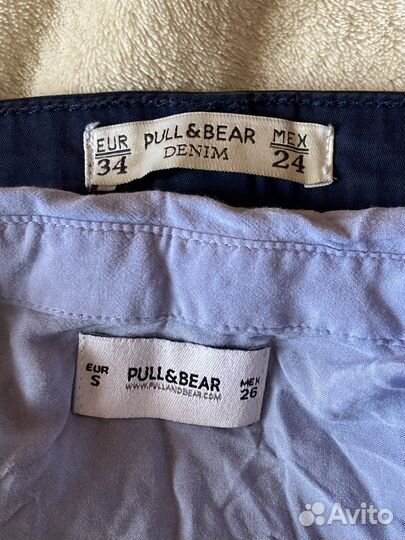 EUR
34
PULL&BEAR
DENIM
MEX
24
EUR
S
PULL&BEAR
WWW.PULLANDBEAR.COM
MEX
26
Avito